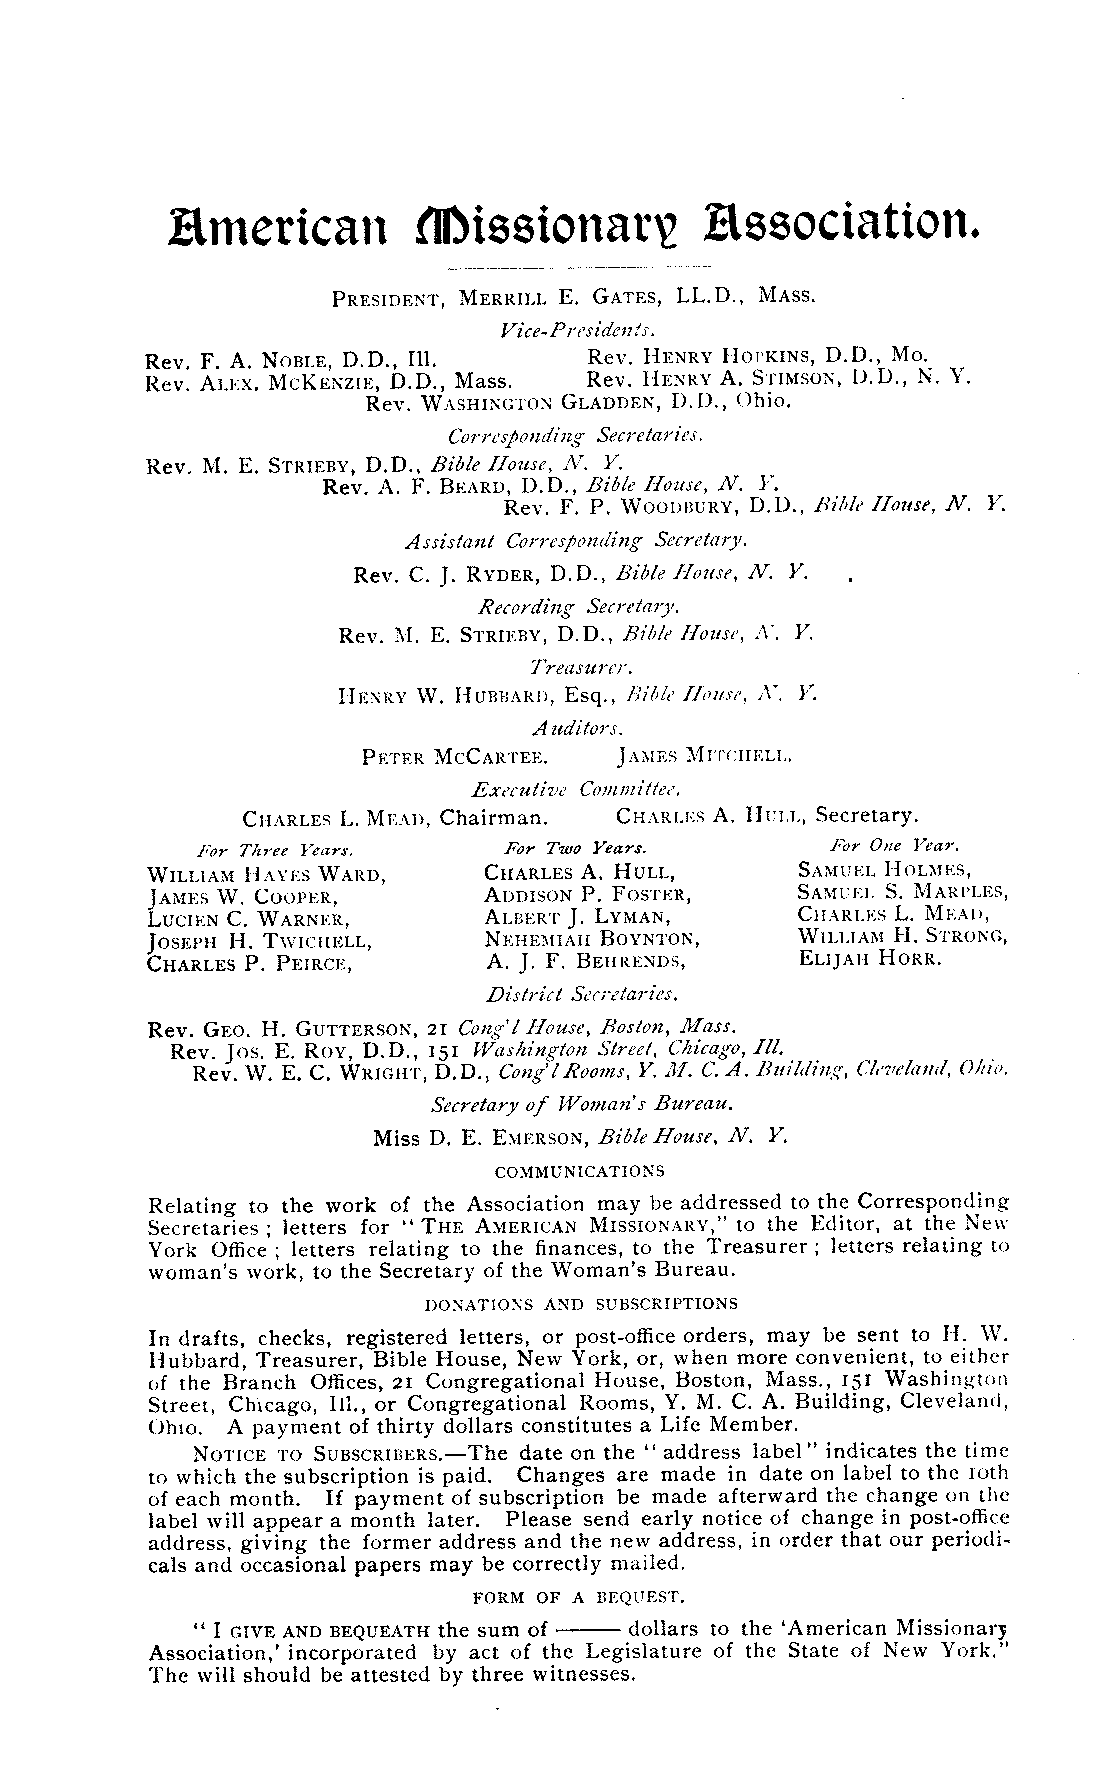 American Missionary Association.
PRESIDENT, MERRILL E. GATES, LL.D., MASS.
Vice-Presidents.
Rev. F. A. NOBLE, D.D., Ill. Rev. HENRY HOPKINS, D.D., Mo.
Rev. ALEX. MCKENZIE, D.D., Mass. Rev. HENRY A. STIMSON, D.D., N. Y.
Rev. WASHINGTON GLADDEN, D.D., Ohio.
Corresponding Secretaries.
Rev. M. E. STRIEBY, D.D., Bible House, N. Y.
Rev. A. F. BEARD, D.D., Bible House, N. Y.
Rev. F. P. WOODBURY, D.D., Bible House, N. Y.
Assistant Corresponding Secretary.
Rev. C. J. RYDER, D.D., Bible House, N. Y.
Recording Secretary.
Rev. M. E. STRIEBY, D.D., Bible House, N. Y.
Treasurer.
HENRY W. HUBBARD, Esq., Bible House, N. Y.
Auditors.
PETER MCCARTEE. JAMES MITCHELL.
Executive Committee.
CHARLES L. MEAD, Chairman. CHARLES A. HULL, Secretary.
For Three Years. For Two Years. For One Year.
WILLIAM HAYES WARD, CHARLES A. HULL, SAMUEL HOLMES,
JAMES W. COOPER, ADDISON P. FOSTER, SAMUEL S. MARPLES,
LUCIEN C. WARNER, ALBERT J. LYMAN, CHARLES L. MEAD,
JOSEPH H. TWICHELL, NEHEMIAH BOYNTON, WILLIAM H. STRONG,
CHARLES P. PEIRCE, A. J. F. BEHRENDS, ELIJAH HORR.
District Secretaries.
Rev. GEO. H. GUTTERSON, 21 Cong'l House, Boston, Mass.
Rev. JOS. E. ROY, D.D., 151 Washington Street, Chicago, Ill.
Rev. W. E. C. WRIGHT, D.D., Cong'l Rooms, Y. M. C. A. Building, Cleveland, Ohio.
Secretary of Woman's Bureau.
Miss D. E. EMERSON, Bible House, N. Y.
COMMUNICATIONS
Relating to the work of the Association may be addressed to the Corresponding
Secretaries; letters for "THE AMERICAN MISSIONARY," to the Editor, at the New
York Office; letters relating to the finances, to the Treasurer; letters relating to
woman's work, to the Secretary of the Woman's Bureau.
DONATIONS AND SUBSCRIPTIONS
In drafts, checks, registered letters, or post-office orders, may be sent to H. W.
Hubbard, Treasurer, Bible House, New York, or, when more convenient, to either
of the Branch Offices, 21 Congregational House, Boston, Mass., 151 Washington
Street, Chicago, Ill., or Congregational Rooms, Y. M. C. A. Building, Cleveland,
Ohio. A payment of thirty dollars constitutes a Life Member.
NOTICE TO SUBSCRIBERS.—The date on the "address label" indicates the time
to which the subscription is paid. Changes are made in date on label to the 10th
of each month. If payment of subscription be made afterward the change on the
label will appear a month later. Please send early notice of change in post-office
address, giving the former address and the new address, in order that our periodi-
cals and occasional papers may be correctly mailed.
FORM OF A BEQUEST.
"I GIVE AND BEQUEATH the sum of —— dollars to the 'American Missionary
Association,' incorporated by act of the Legislature of the State of New York."
The will should be attested by three witnesses.